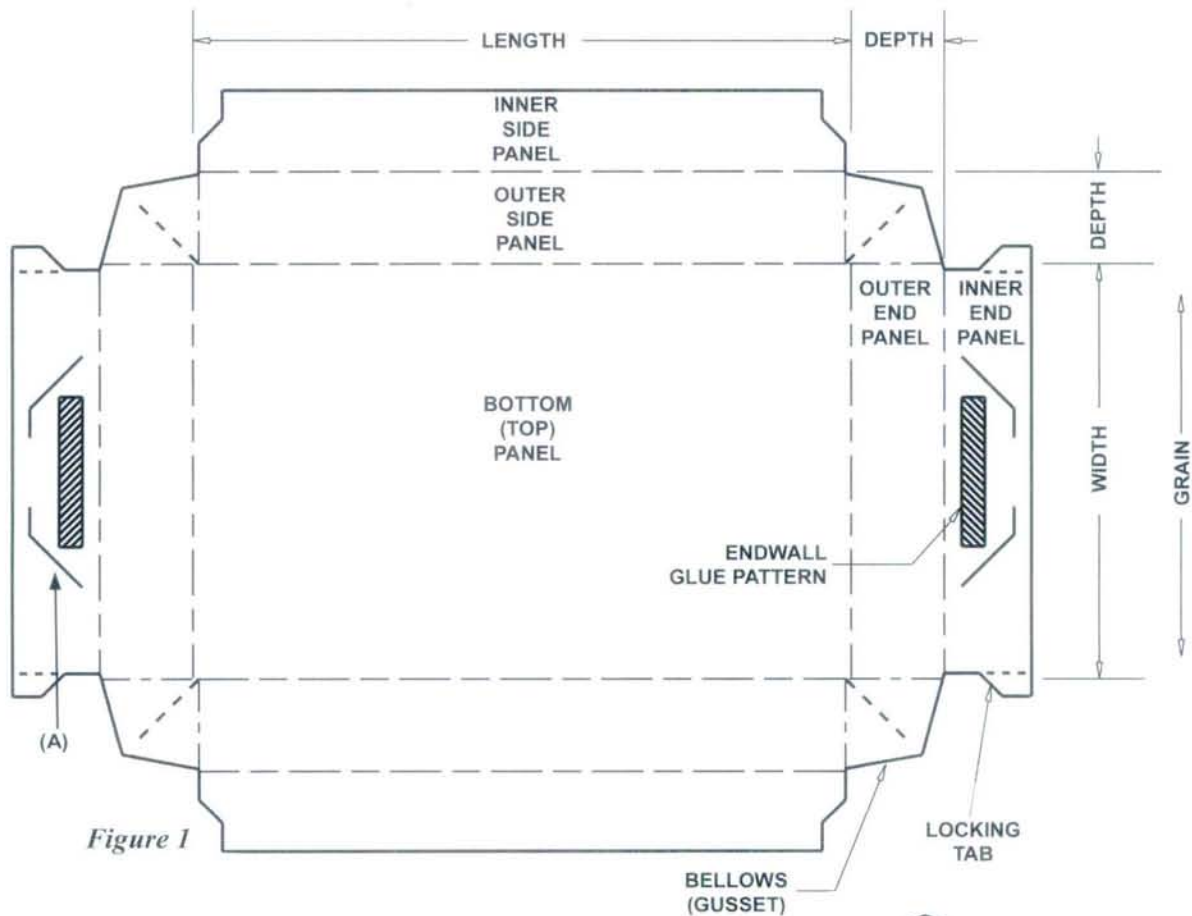 LENGTH
DEPTH
INNER
SIDE
PANEL
DEPTH
OUTER
SIDE
PANEL
OUTER
END
PANEL
INNER
END
PANEL
BOTTOM
(TOP)
PANEL
WIDTH
GRAIN
ENDWALL
GLUE PATTERN
(A)
Figure 1
LOCKING
TAB
BELLOWS
(GUSSET)